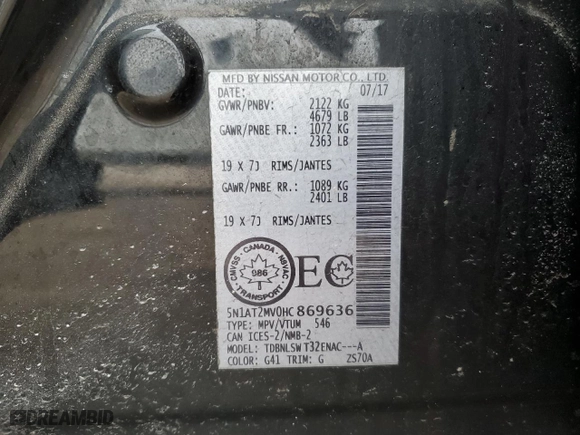 MFD BY NISSAN MOTOR CO., LTD.
DATE: 07/17
GVWR/PNBV: 2122 KG
4679 LB
GAWR/PNBE FR.: 1072 KG
2363 LB
19 X 7J RIMS/JANTES
GAWR/PNBE RR.: 1089 KG
2401 LB
19 X 7J RIMS/JANTES
CMVSS - CANADA - NSVAC
986
TRANSPORT
EC
5N1AT2MV0HC869636
TYPE: MPV/VTUM 546
CAN ICES-2/NMB-2
MODEL: TDBNLSW T32ENAC---A
COLOR: G41 TRIM: G ZS70A
DREAMBID